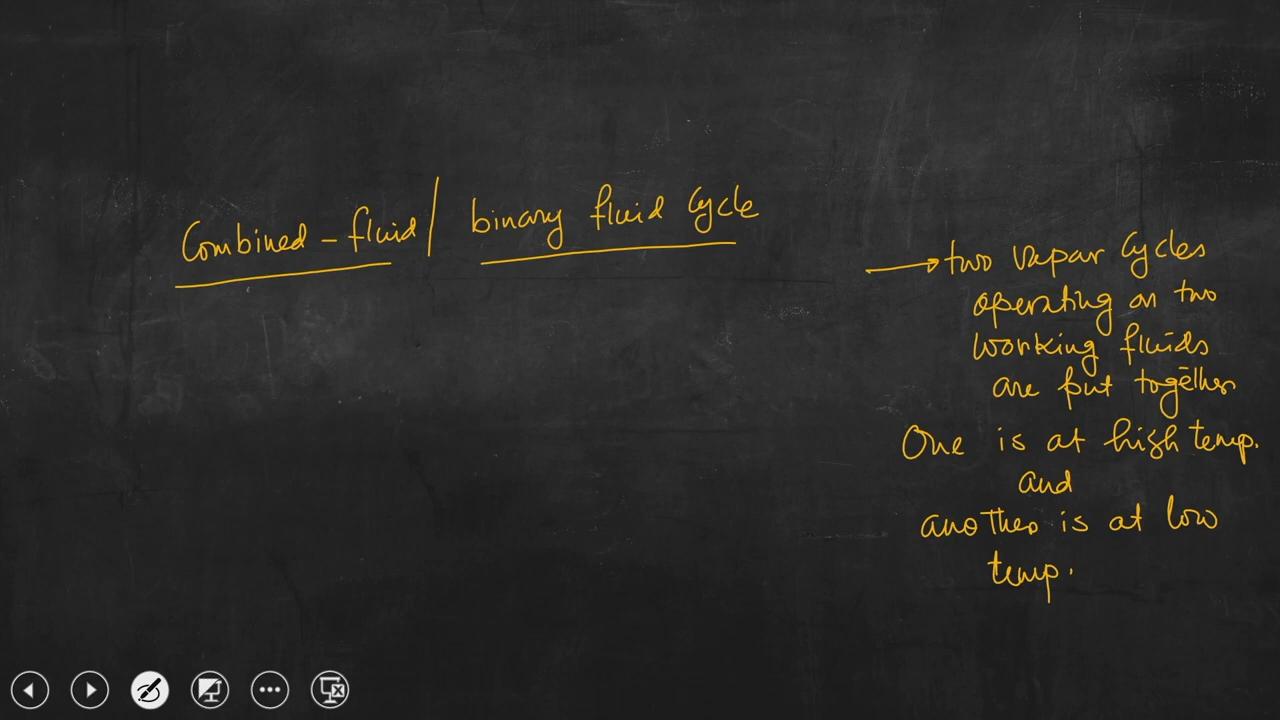 Combined - fluid / binary fluid Cycle
→ two Vapar Cycles
operating on two
Working fluids
are put together
One is at high temp.
and
another is at low
temp.